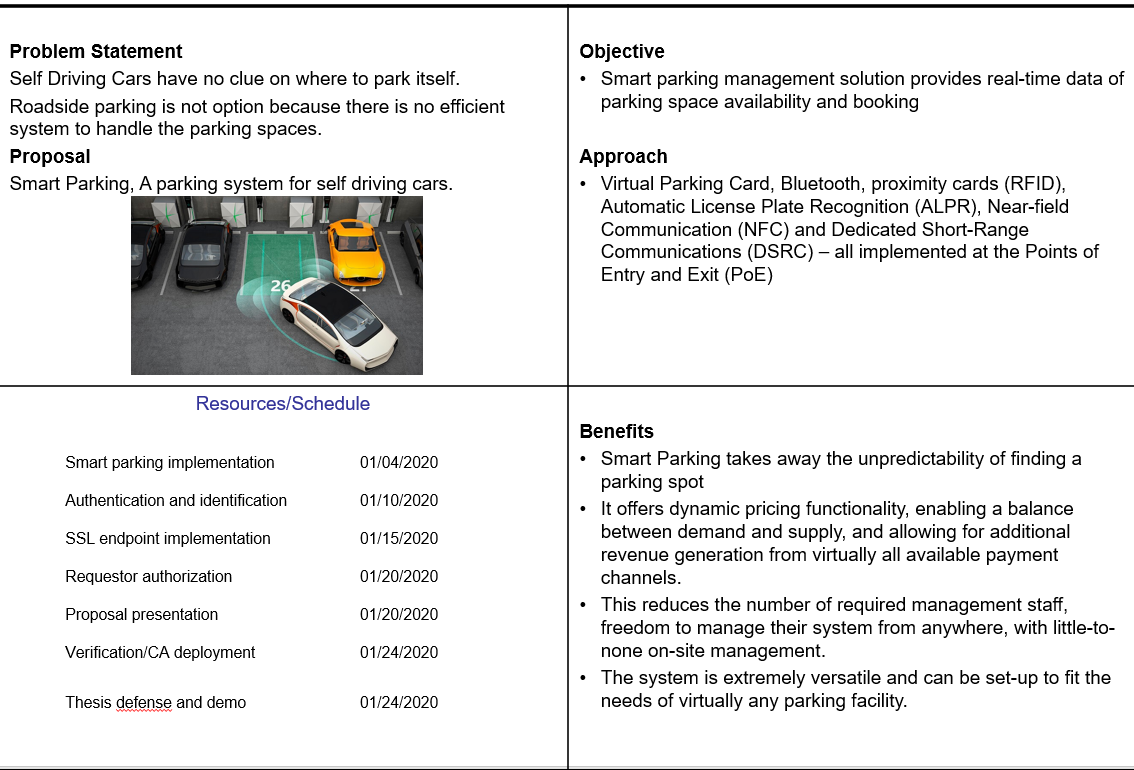 Problem Statement
Self Driving Cars have no clue on where to park itself.
Roadside parking is not option because there is no efficient
system to handle the parking spaces.
Proposal
Smart Parking, A parking system for self driving cars.
26
Objective
• Smart parking management solution provides real-time data of
parking space availability and booking
Approach
• Virtual Parking Card, Bluetooth, proximity cards (RFID),
Automatic License Plate Recognition (ALPR), Near-field
Communication (NFC) and Dedicated Short-Range
Communications (DSRC) – all implemented at the Points of
Entry and Exit (PoE)
Resources/Schedule
Smart parking implementation 01/04/2020
Authentication and identification 01/10/2020
SSL endpoint implementation 01/15/2020
Requestor authorization 01/20/2020
Proposal presentation 01/20/2020
Verification/CA deployment 01/24/2020
Thesis defense and demo 01/24/2020
Benefits
• Smart Parking takes away the unpredictability of finding a
parking spot
• It offers dynamic pricing functionality, enabling a balance
between demand and supply, and allowing for additional
revenue generation from virtually all available payment
channels.
• This reduces the number of required management staff,
freedom to manage their system from anywhere, with little-to-
none on-site management.
• The system is extremely versatile and can be set-up to fit the
needs of virtually any parking facility.